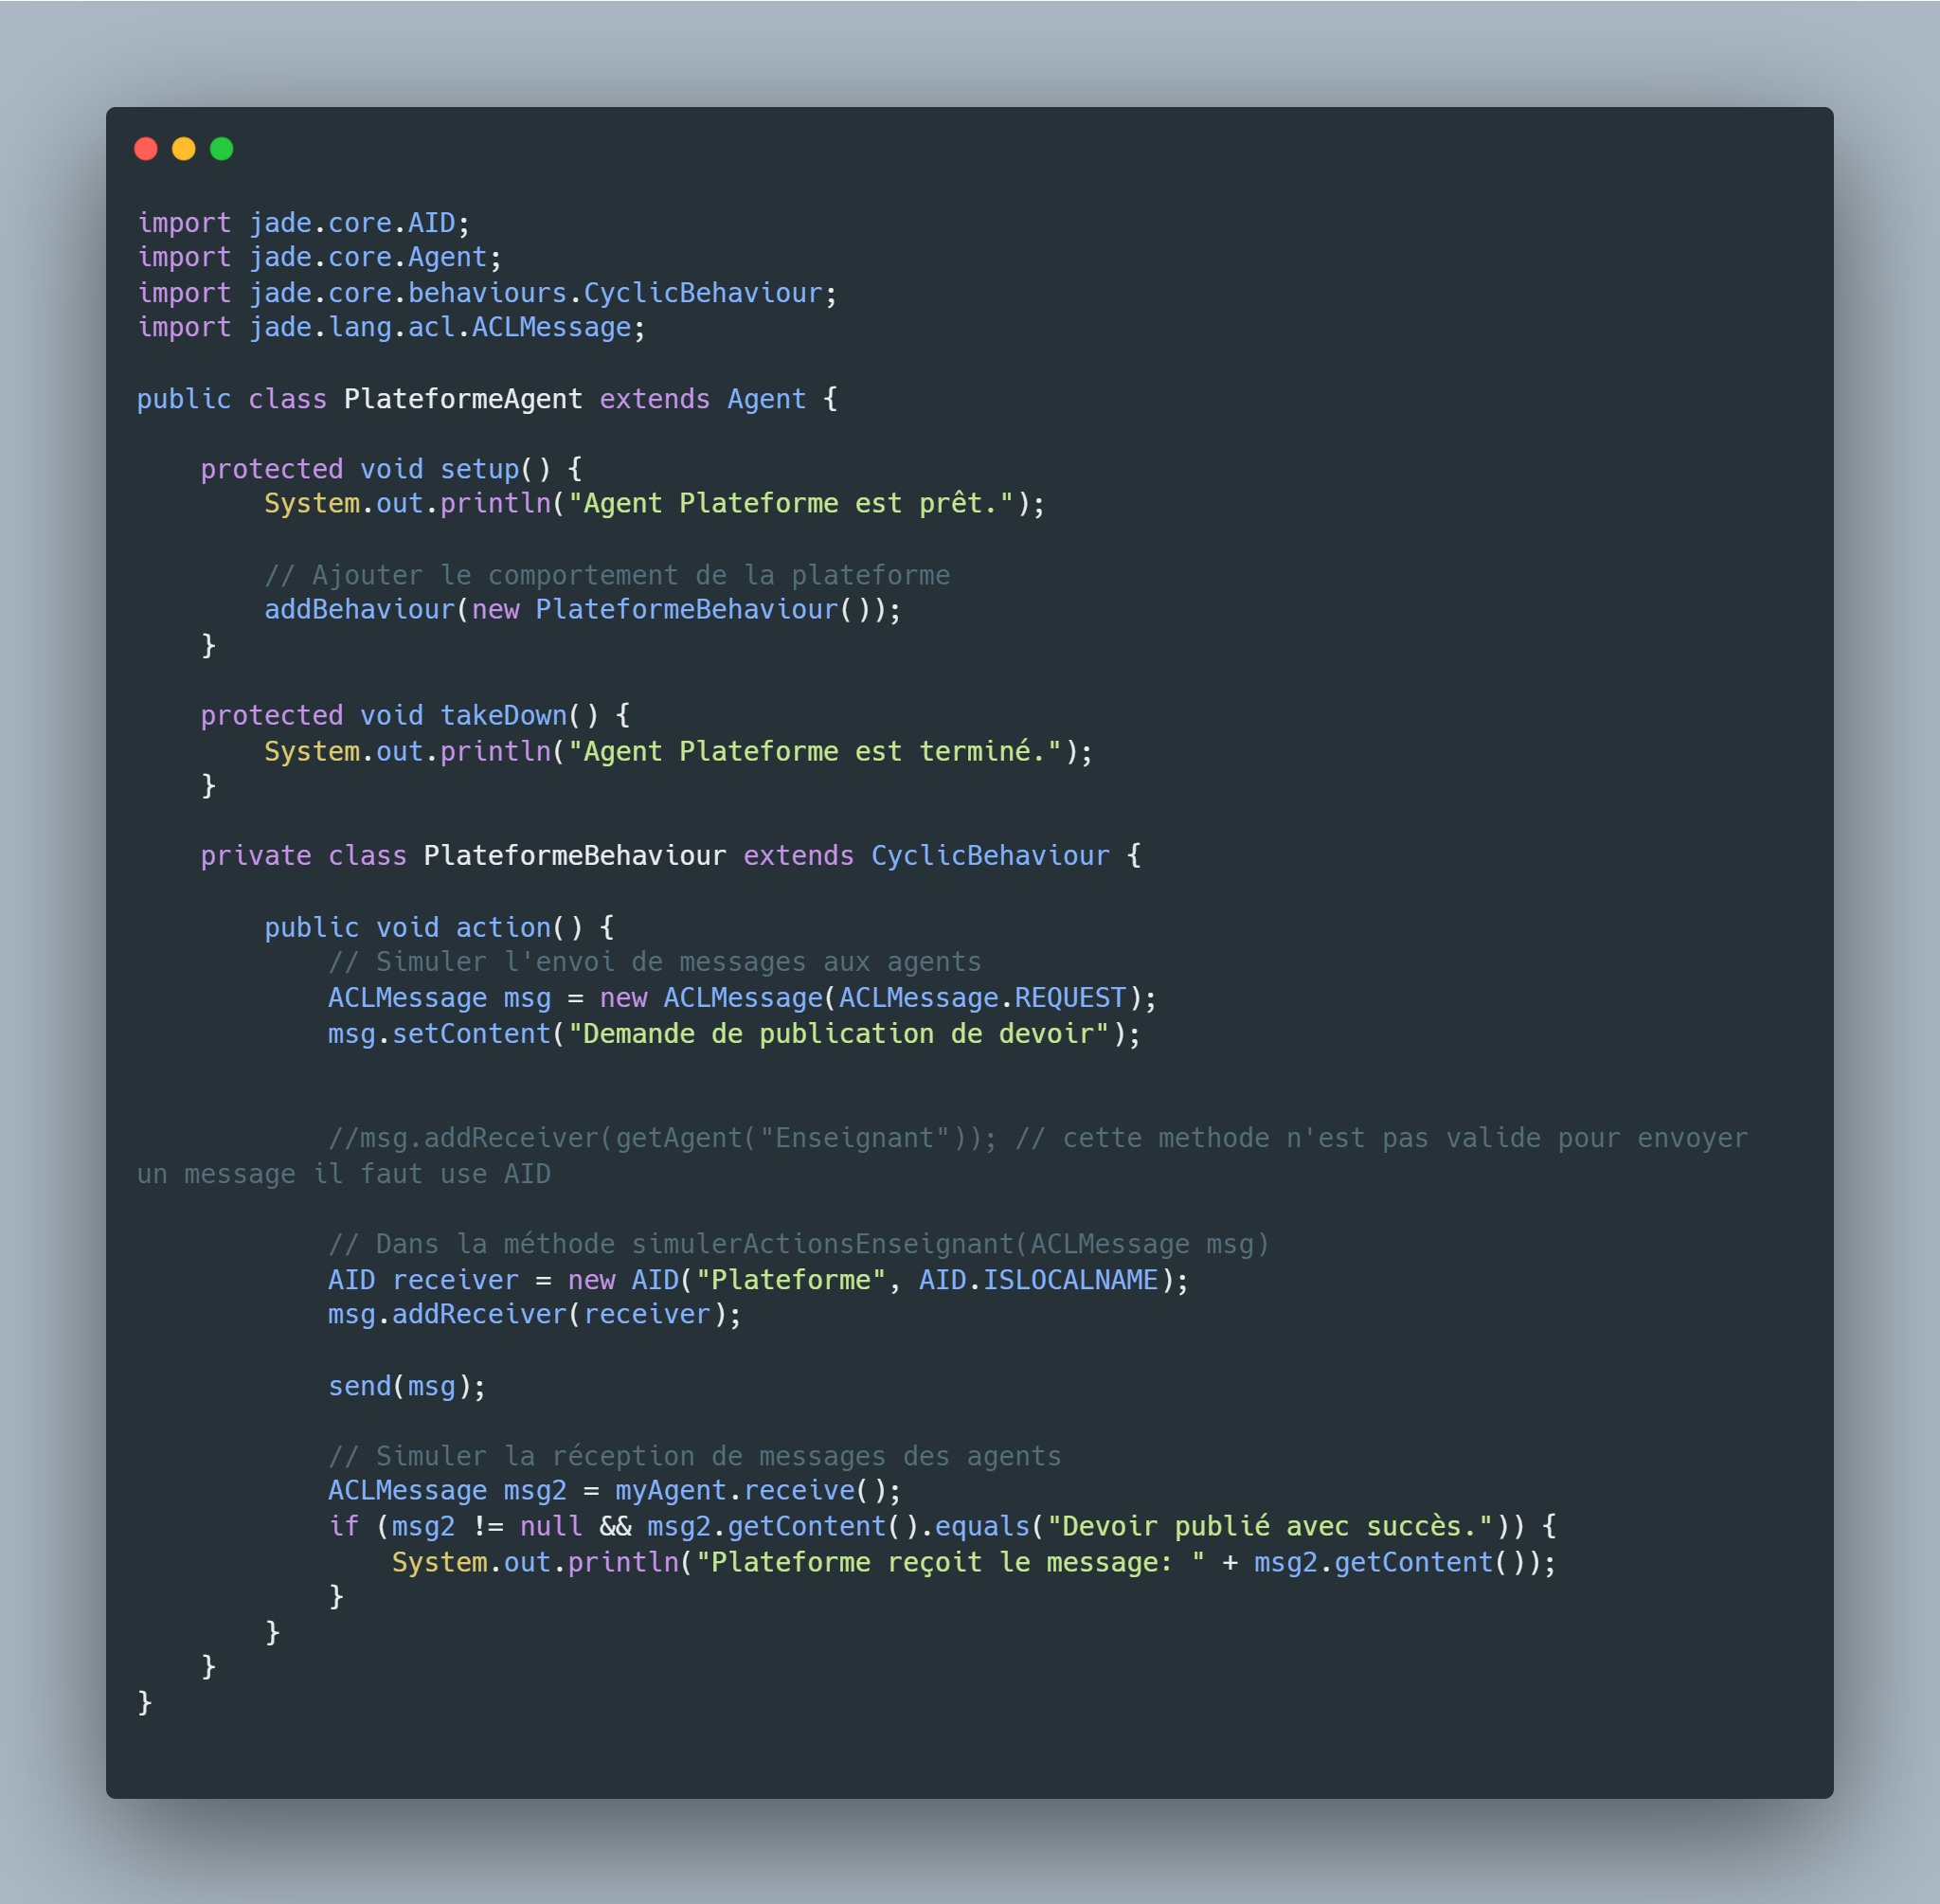 import jade.core.AID;
import jade.core.Agent;
import jade.core.behaviours.CyclicBehaviour;
import jade.lang.acl.ACLMessage;

public class PlateformeAgent extends Agent {

    protected void setup() {
        System.out.println("Agent Plateforme est prêt.");

        // Ajouter le comportement de la plateforme
        addBehaviour(new PlateformeBehaviour());
    }

    protected void takeDown() {
        System.out.println("Agent Plateforme est terminé.");
    }

    private class PlateformeBehaviour extends CyclicBehaviour {

        public void action() {
            // Simuler l'envoi de messages aux agents
            ACLMessage msg = new ACLMessage(ACLMessage.REQUEST);
            msg.setContent("Demande de publication de devoir");


            //msg.addReceiver(getAgent("Enseignant")); // cette methode n'est pas valide pour envoyer
un message il faut use AID

            // Dans la méthode simulerActionsEnseignant(ACLMessage msg)
            AID receiver = new AID("Plateforme", AID.ISLOCALNAME);
            msg.addReceiver(receiver);

            send(msg);

            // Simuler la réception de messages des agents
            ACLMessage msg2 = myAgent.receive();
            if (msg2 != null && msg2.getContent().equals("Devoir publié avec succès.")) {
                System.out.println("Plateforme reçoit le message: " + msg2.getContent());
            }
        }
    }
}